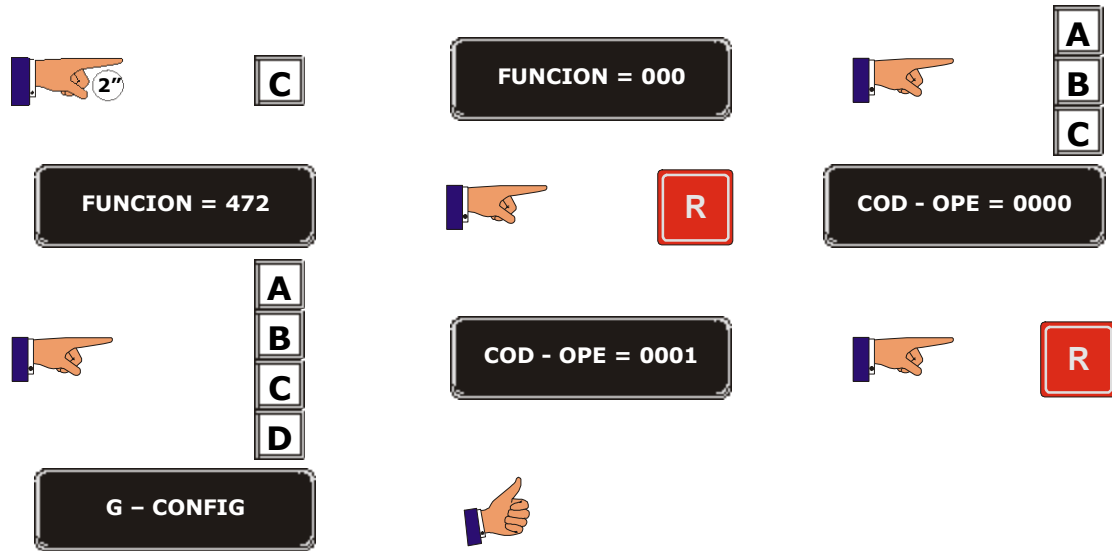 2”
C
FUNCION = 000
A
B
C
FUNCION = 472
R
COD - OPE = 0000
A
B
C
D
COD - OPE = 0001
R
G – CONFIG